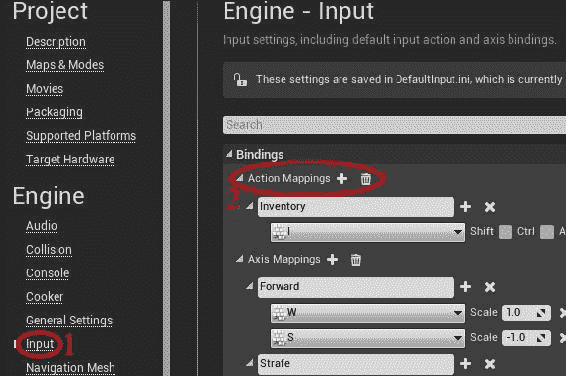 Project
Description
Maps & Modes
Movies
Packaging
Supported Platforms
Target Hardware
Engine
Audio
Collision
Console
Cooker
General Settings
Input 1
Navigation Mesh
Engine - Input
Input settings, including default input action and axis bindings.
These settings are saved in DefaultInput.ini, which is currently
Search
Bindings
2 Action Mappings
Inventory
I Shift Ctrl A
Axis Mappings
Forward
W Scale 1.0
S Scale -1.0
Strafe